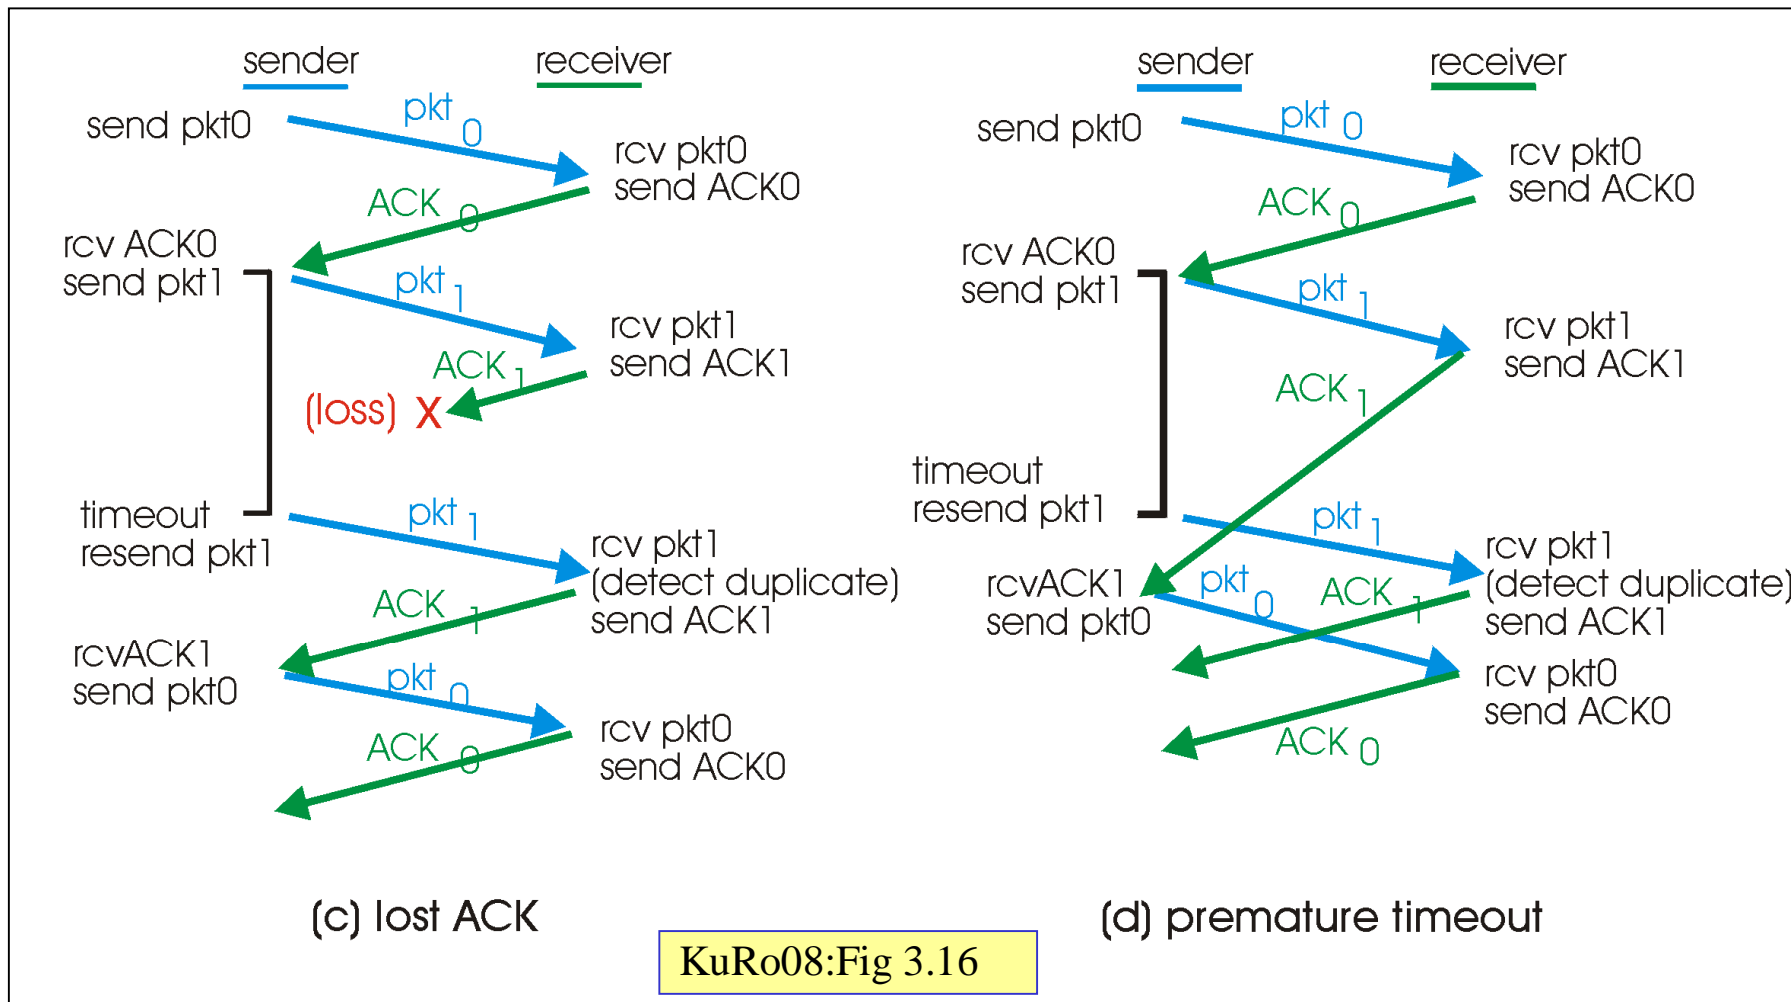 sender
receiver
send pkt0
pkt 0
rcv pkt0
send ACK0
ACK 0
rcv ACK0
send pkt1
pkt 1
rcv pkt1
send ACK1
ACK 1
(loss) X
timeout
resend pkt1
pkt 1
rcv pkt1
(detect duplicate)
send ACK1
ACK 1
rcvACK1
send pkt0
pkt 0
rcv pkt0
send ACK0
ACK 0
(c) lost ACK
sender
receiver
send pkt0
pkt 0
rcv pkt0
send ACK0
ACK 0
rcv ACK0
send pkt1
pkt 1
rcv pkt1
send ACK1
ACK 1
timeout
resend pkt1
pkt 1
rcv pkt1
(detect duplicate)
send ACK1
rcvACK1
send pkt0
pkt 0
ACK 1
rcv pkt0
send ACK0
ACK 0
(d) premature timeout
KuRo08:Fig 3.16